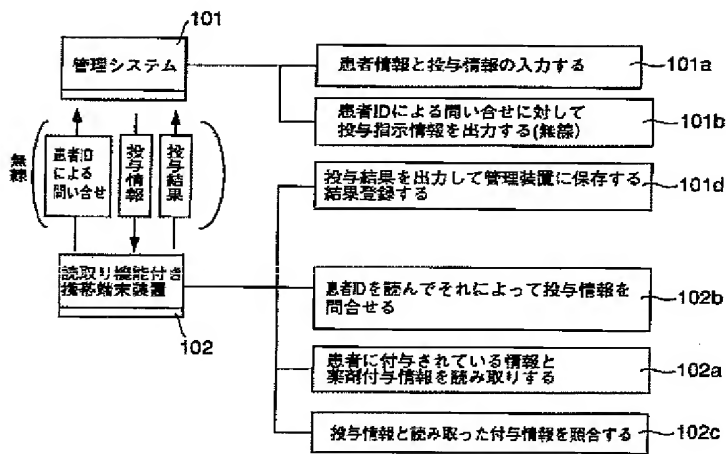 101
管理システム
患者情報と投与情報の入力する
101a
患者IDによる問い合せに対して
投与指示情報を出力する(無線)
101b
無線
患者ID
による
問い合せ
投与情報
投与結果
投与結果を出力して管理装置に保存する
結果登録する
101d
読取り機能付き
携帯端末装置
102
患者IDを読んでそれによって投与情報を
問合せる
102b
患者に付与されている情報と
薬剤付与情報を読み取りする
102a
投与情報と読み取った付与情報を照合する
102c